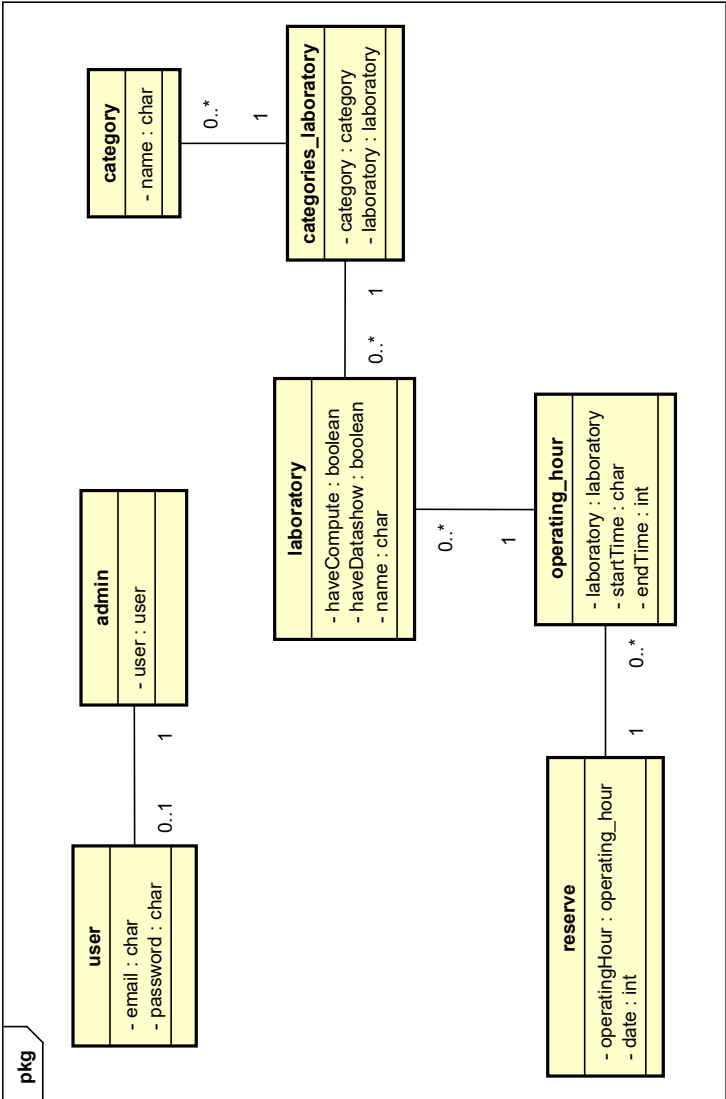 pkg
user
- email : char
- password : char
0..1
1
admin
- user : user
category
- name : char
0..*
1
categories_laboratory
- category : category
- laboratory : laboratory
1
0..*
laboratory
- haveCompute : boolean
- haveDatashow : boolean
- name : char
0..*
1
operating_hour
- laboratory : laboratory
- startTime : char
- endTime : int
0..*
1
reserve
- operatingHour : operating_hour
- date : int